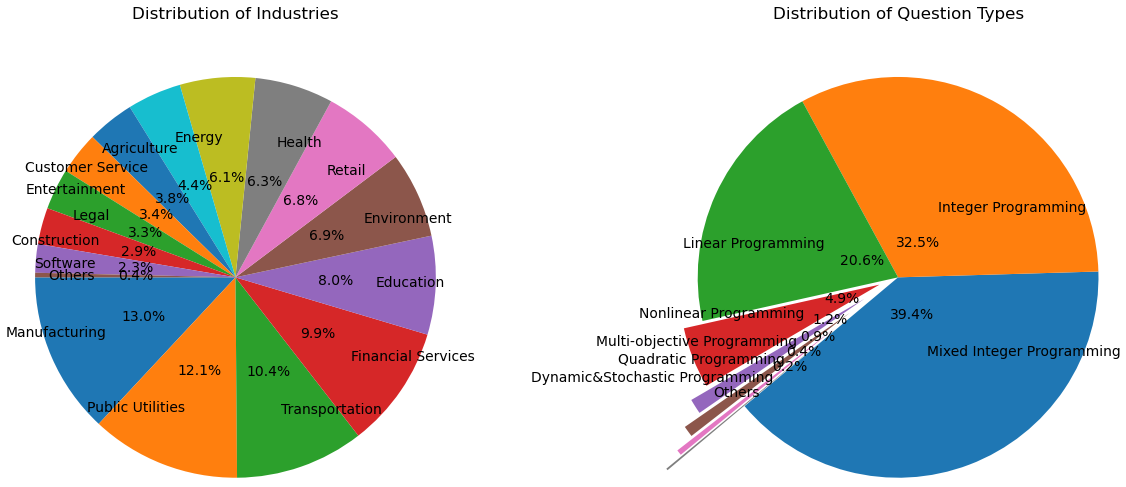 Distribution of Industries
Energy
Health
Agriculture
Retail
Customer Service
6.1%
6.3%
4.4%
Entertainment
3.8%
6.8%
3.4%
Legal
Environment
3.3%
6.9%
Construction
2.9%
Software
2.3%
Others
0.4%
8.0%
Education
13.0%
Manufacturing
9.9%
Financial Services
12.1%
10.4%
Public Utilities
Transportation
Distribution of Question Types
Integer Programming
32.5%
Linear Programming
20.6%
4.9%
Nonlinear Programming
39.4%
1.2%
0.9%
Multi-objective Programming
0.4%
Mixed Integer Programming
Quadratic Programming
0.2%
Dynamic&Stochastic Programming
Others